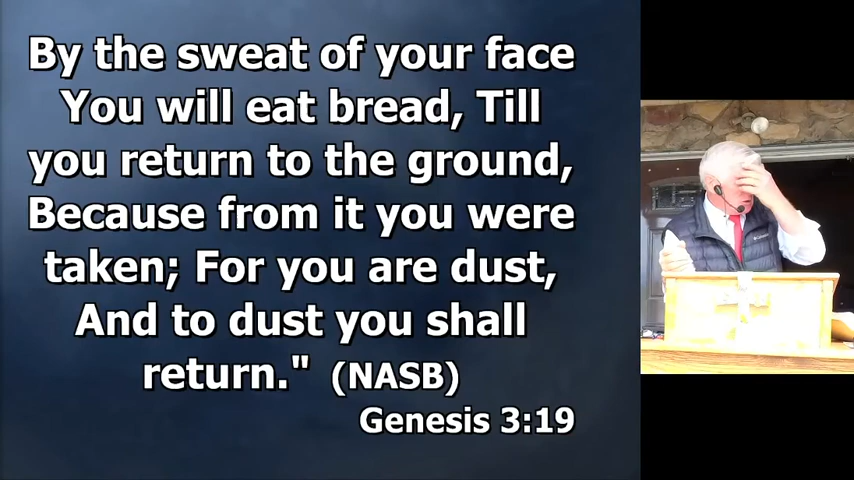 By the sweat of your face
You will eat bread, Till
you return to the ground,
Because from it you were
taken; For you are dust,
And to dust you shall
return." (NASB)
Genesis 3:19